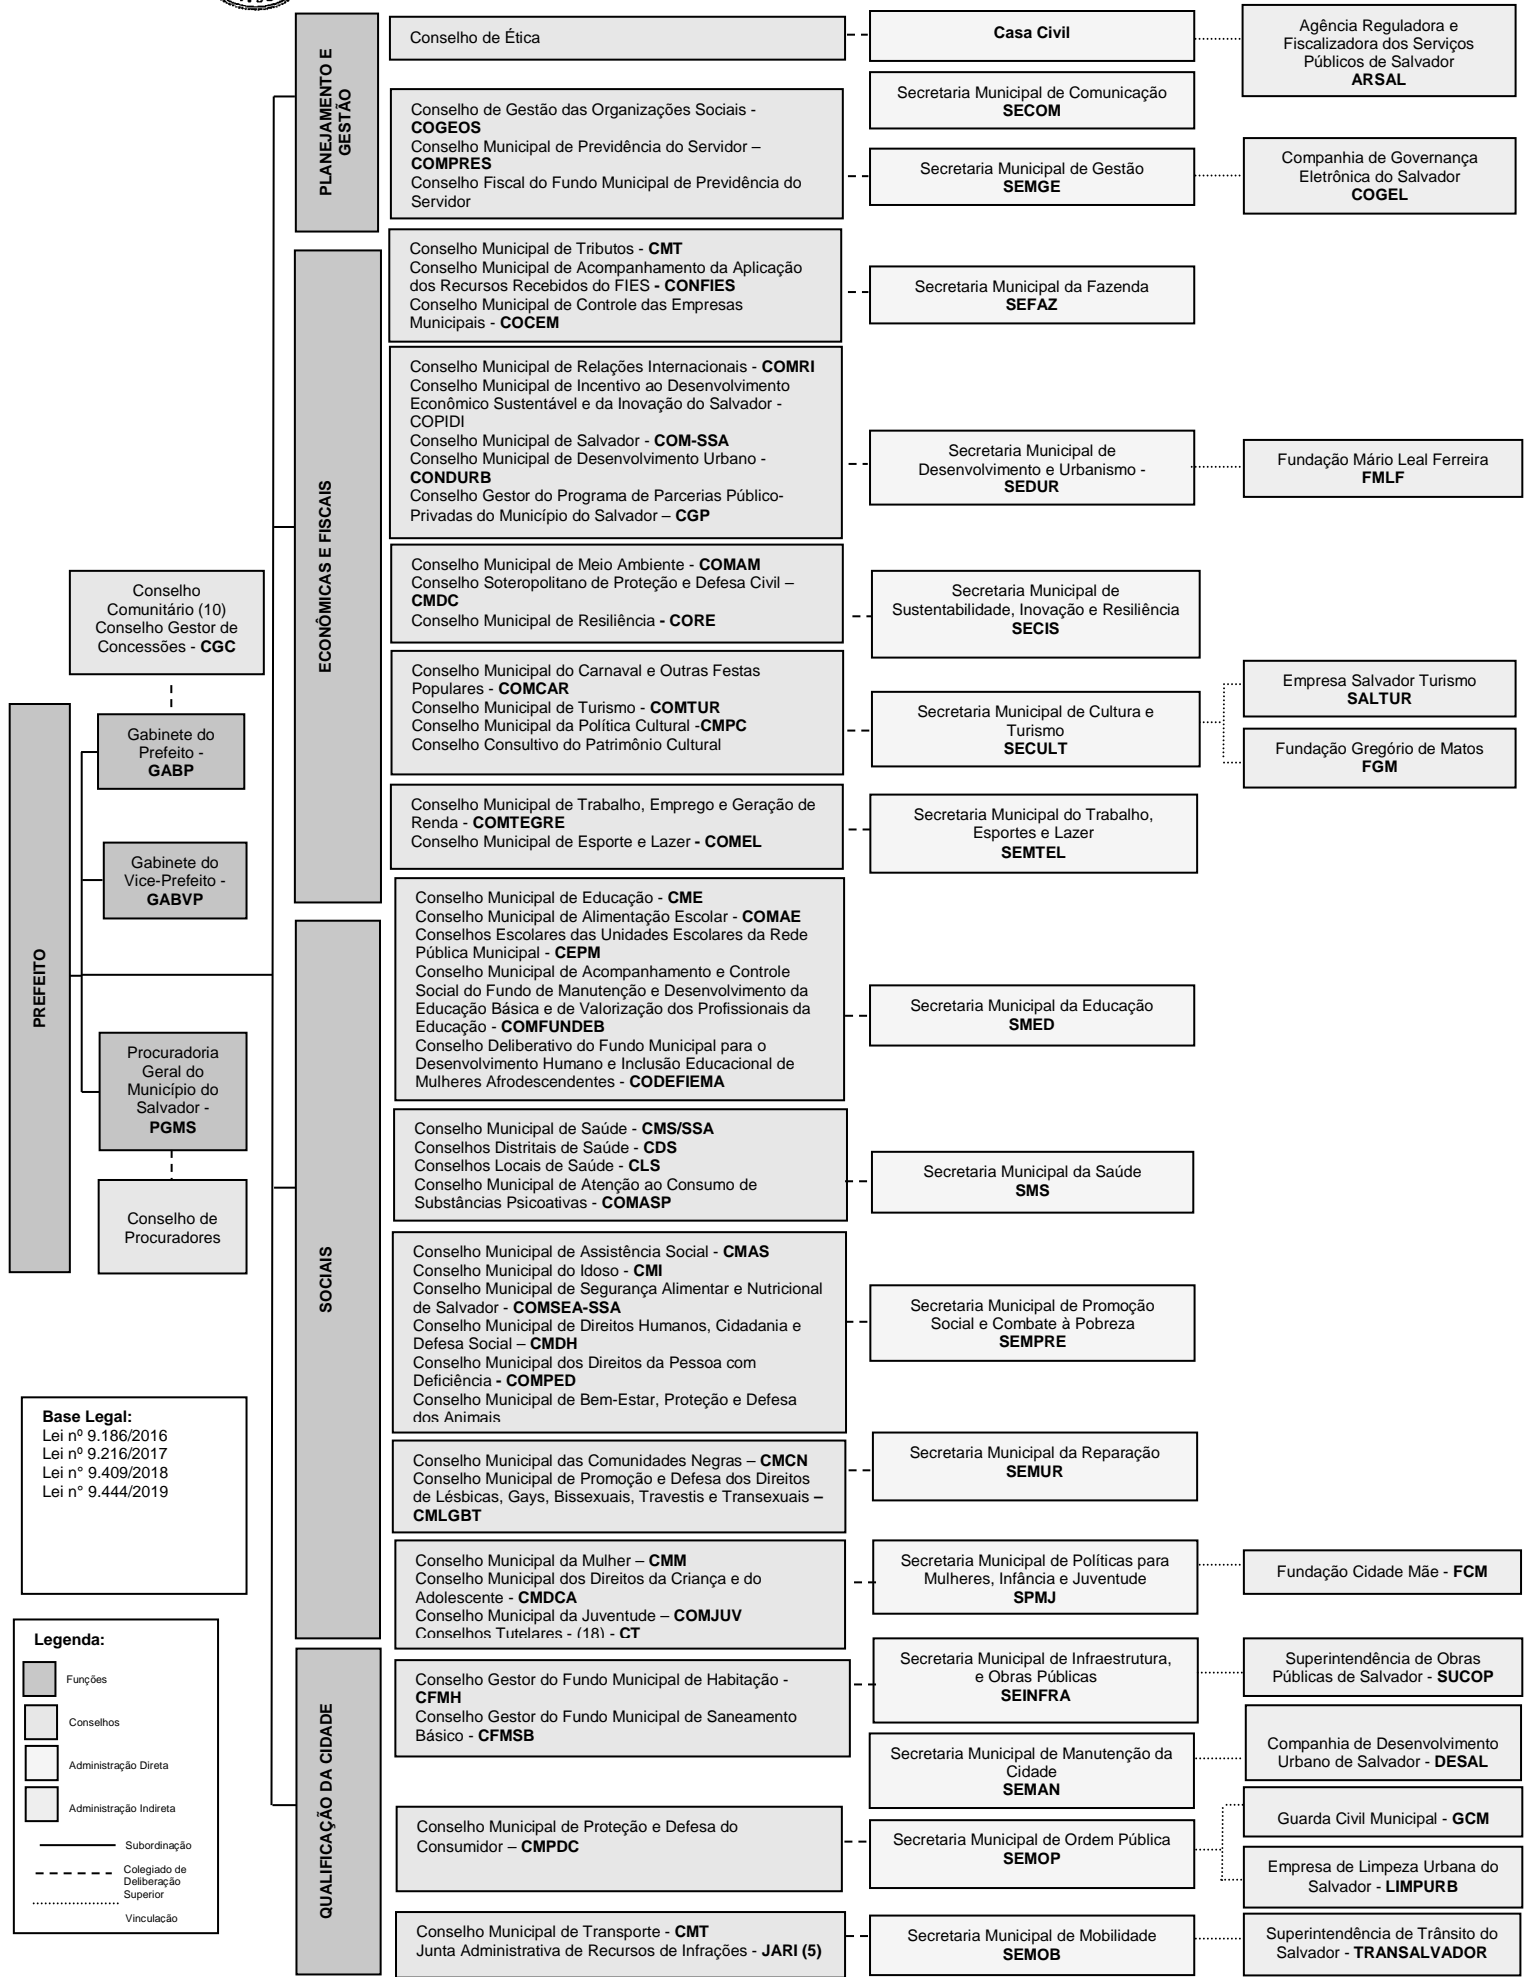 PLANEJAMENTO E
GESTÃO
Conselho de Ética
Casa Civil
Agência Reguladora e
Fiscalizadora dos Serviços
Públicos de Salvador
ARSAL
Secretaria Municipal de Comunicação
SECOM
Conselho de Gestão das Organizações Sociais -
COGEOS
Conselho Municipal de Previdência do Servidor –
COMPRES
Conselho Fiscal do Fundo Municipal de Previdência do
Servidor
Secretaria Municipal de Gestão
SEMGE
Companhia de Governança
Eletrônica do Salvador
COGEL
ECONÔMICAS E FISCAIS
Conselho Municipal de Tributos - CMT
Conselho Municipal de Acompanhamento da Aplicação
dos Recursos Recebidos do FIES - CONFIES
Conselho Municipal de Controle das Empresas
Municipais - COCEM
Secretaria Municipal da Fazenda
SEFAZ
Conselho Municipal de Relações Internacionais - COMRI
Conselho Municipal de Incentivo ao Desenvolvimento
Econômico Sustentável e da Inovação do Salvador -
COPIDI
Conselho Municipal de Salvador - COM-SSA
Conselho Municipal de Desenvolvimento Urbano -
CONDURB
Conselho Gestor do Programa de Parcerias Público-
Privadas do Município do Salvador – CGP
Secretaria Municipal de
Desenvolvimento e Urbanismo -
SEDUR
Fundação Mário Leal Ferreira
FMLF
Conselho Municipal de Meio Ambiente - COMAM
Conselho Soteropolitano de Proteção e Defesa Civil –
CMDC
Conselho Municipal de Resiliência - CORE
Secretaria Municipal de
Sustentabilidade, Inovação e Resiliência
SECIS
Conselho Municipal do Carnaval e Outras Festas
Populares - COMCAR
Conselho Municipal de Turismo - COMTUR
Conselho Municipal da Política Cultural -CMPC
Conselho Consultivo do Patrimônio Cultural
Secretaria Municipal de Cultura e
Turismo
SECULT
Empresa Salvador Turismo
SALTUR
Fundação Gregório de Matos
FGM
Conselho Municipal de Trabalho, Emprego e Geração de
Renda - COMTEGRE
Conselho Municipal de Esporte e Lazer - COMEL
Secretaria Municipal do Trabalho,
Esportes e Lazer
SEMTEL
Conselho
Comunitário (10)
Conselho Gestor de
Concessões - CGC
PREFEITO
Gabinete do
Prefeito -
GABP
Gabinete do
Vice-Prefeito -
GABVP
Procuradoria
Geral do
Município do
Salvador -
PGMS
Conselho de
Procuradores
SOCIAIS
Conselho Municipal de Educação - CME
Conselho Municipal de Alimentação Escolar - COMAE
Conselhos Escolares das Unidades Escolares da Rede
Pública Municipal - CEPM
Conselho Municipal de Acompanhamento e Controle
Social do Fundo de Manutenção e Desenvolvimento da
Educação Básica e de Valorização dos Profissionais da
Educação - COMFUNDEB
Conselho Deliberativo do Fundo Municipal para o
Desenvolvimento Humano e Inclusão Educacional de
Mulheres Afrodescendentes - CODEFIEMA
Secretaria Municipal da Educação
SMED
Conselho Municipal de Saúde - CMS/SSA
Conselhos Distritais de Saúde - CDS
Conselhos Locais de Saúde - CLS
Conselho Municipal de Atenção ao Consumo de
Substâncias Psicoativas - COMASP
Secretaria Municipal da Saúde
SMS
Conselho Municipal de Assistência Social - CMAS
Conselho Municipal do Idoso - CMI
Conselho Municipal de Segurança Alimentar e Nutricional
de Salvador - COMSEA-SSA
Conselho Municipal de Direitos Humanos, Cidadania e
Defesa Social – CMDH
Conselho Municipal dos Direitos da Pessoa com
Deficiência - COMPED
Conselho Municipal de Bem-Estar, Proteção e Defesa
dos Animais
Secretaria Municipal de Promoção
Social e Combate à Pobreza
SEMPRE
Conselho Municipal das Comunidades Negras – CMCN
Conselho Municipal de Promoção e Defesa dos Direitos
de Lésbicas, Gays, Bissexuais, Travestis e Transexuais –
CMLGBT
Secretaria Municipal da Reparação
SEMUR
Conselho Municipal da Mulher – CMM
Conselho Municipal dos Direitos da Criança e do
Adolescente - CMDCA
Conselho Municipal da Juventude – COMJUV
Conselhos Tutelares - (18) - CT
Secretaria Municipal de Políticas para
Mulheres, Infância e Juventude
SPMJ
Fundação Cidade Mãe - FCM
QUALIFICAÇÃO DA CIDADE
Conselho Gestor do Fundo Municipal de Habitação -
CFMH
Conselho Gestor do Fundo Municipal de Saneamento
Básico - CFMSB
Secretaria Municipal de Infraestrutura,
e Obras Públicas
SEINFRA
Superintendência de Obras
Públicas de Salvador - SUCOP
Secretaria Municipal de Manutenção da
Cidade
SEMAN
Companhia de Desenvolvimento
Urbano de Salvador - DESAL
Conselho Municipal de Proteção e Defesa do
Consumidor – CMPDC
Secretaria Municipal de Ordem Pública
SEMOP
Guarda Civil Municipal - GCM
Empresa de Limpeza Urbana do
Salvador - LIMPURB
Conselho Municipal de Transporte - CMT
Junta Administrativa de Recursos de Infrações - JARI (5)
Secretaria Municipal de Mobilidade
SEMOB
Superintendência de Trânsito do
Salvador - TRANSALVADOR
Base Legal:
Lei nº 9.186/2016
Lei nº 9.216/2017
Lei n° 9.409/2018
Lei n° 9.444/2019
Legenda:
Funções
Conselhos
Administração Direta
Administração Indireta
Subordinação
Colegiado de
Deliberação
Superior
Vinculação